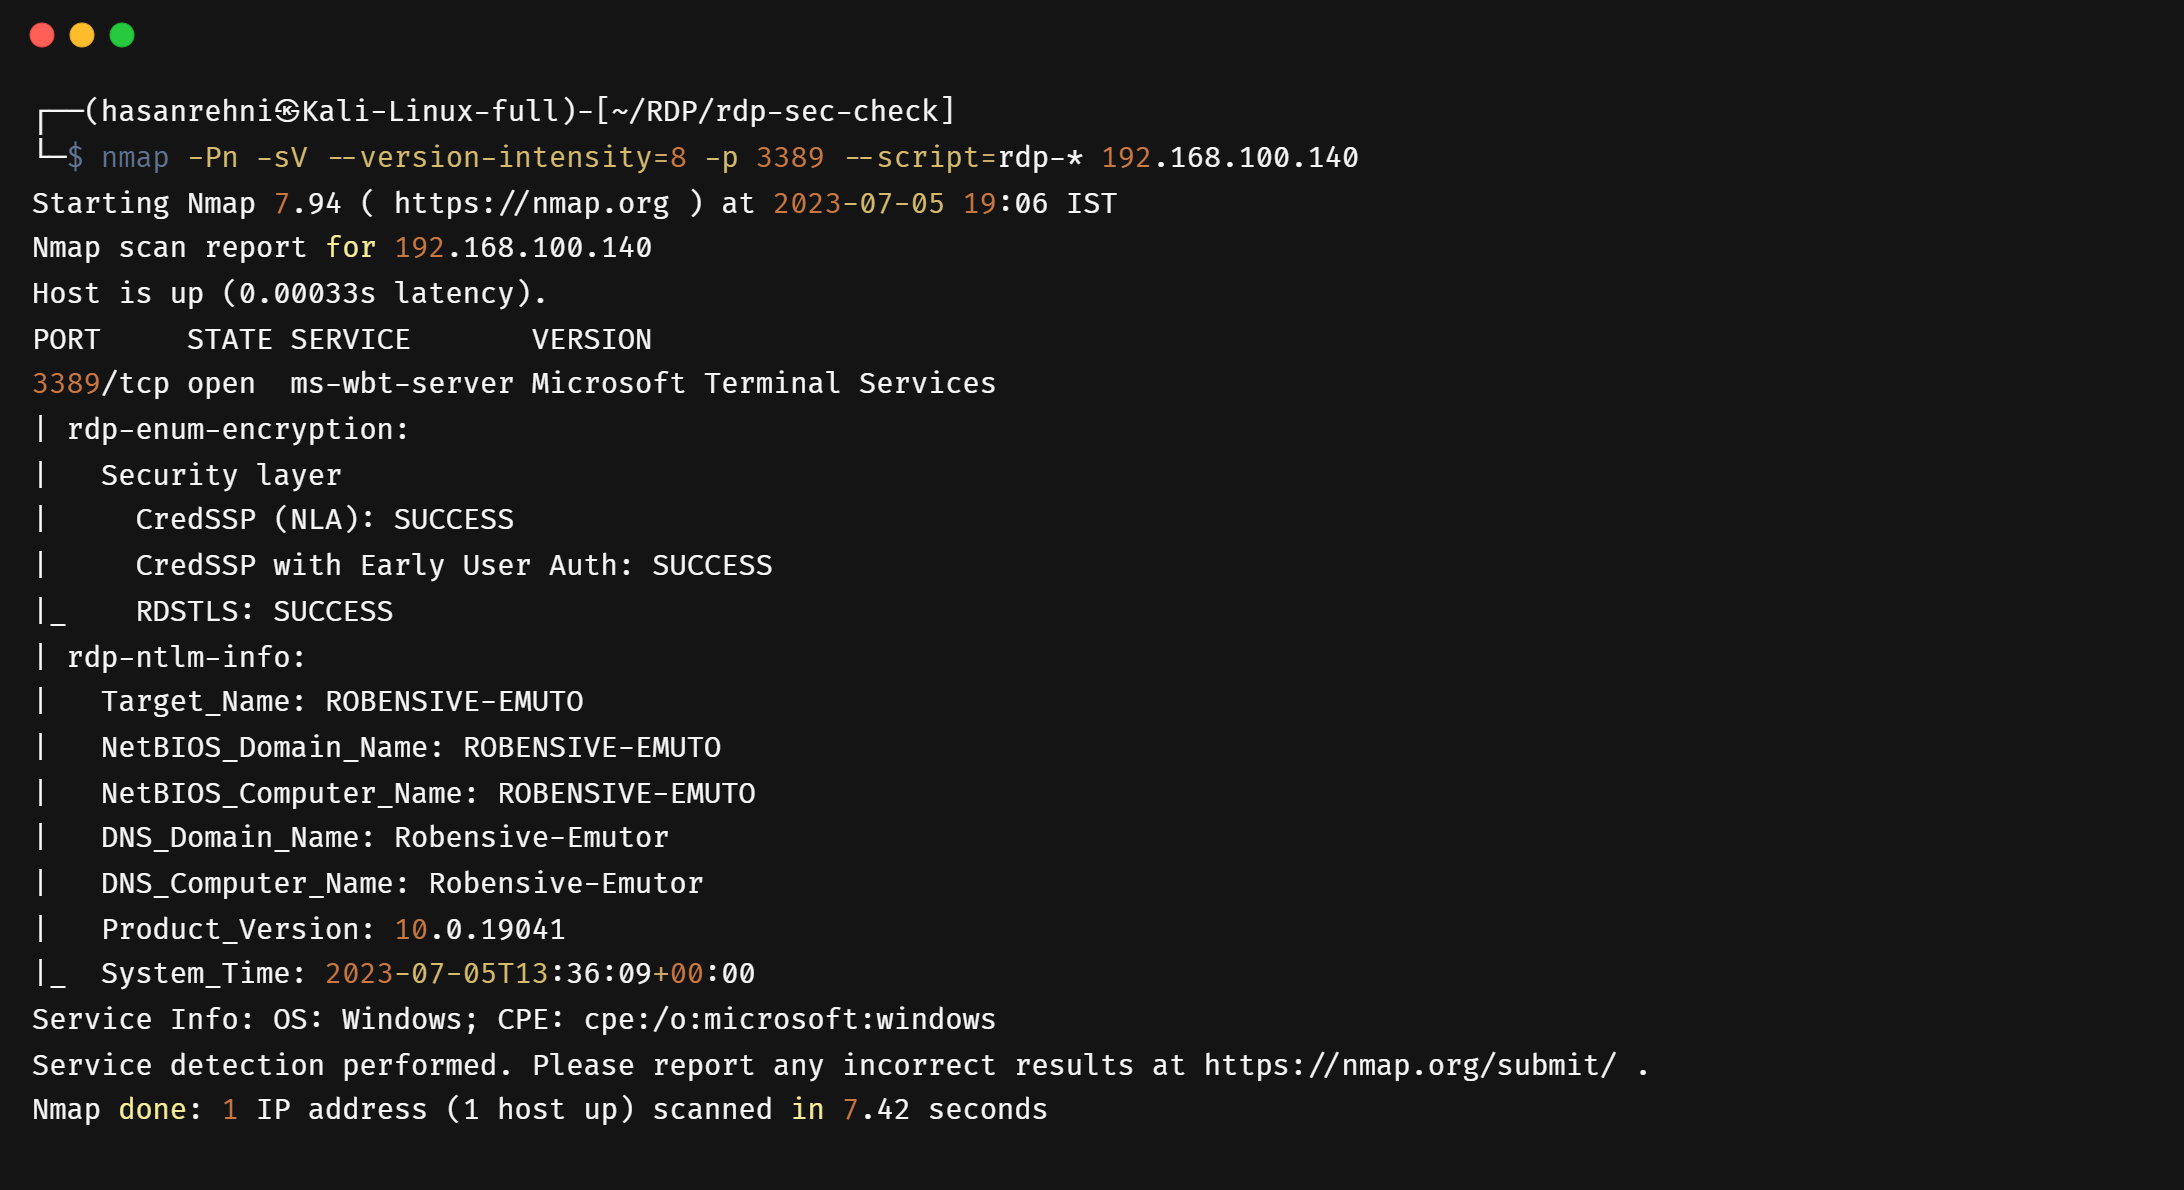 ┌──(hasanrehni㉿Kali-Linux-full)-[~/RDP/rdp-sec-check]
└─$ nmap -Pn -sV --version-intensity=8 -p 3389 --script=rdp-* 192.168.100.140
Starting Nmap 7.94 ( https://nmap.org ) at 2023-07-05 19:06 IST
Nmap scan report for 192.168.100.140
Host is up (0.00033s latency).
PORT     STATE SERVICE       VERSION
3389/tcp open  ms-wbt-server Microsoft Terminal Services
| rdp-enum-encryption:
|   Security layer
|     CredSSP (NLA): SUCCESS
|     CredSSP with Early User Auth: SUCCESS
|_    RDSTLS: SUCCESS
| rdp-ntlm-info:
|   Target_Name: ROBENSIVE-EMUTO
|   NetBIOS_Domain_Name: ROBENSIVE-EMUTO
|   NetBIOS_Computer_Name: ROBENSIVE-EMUTO
|   DNS_Domain_Name: Robensive-Emutor
|   DNS_Computer_Name: Robensive-Emutor
|   Product_Version: 10.0.19041
|_  System_Time: 2023-07-05T13:36:09+00:00
Service Info: OS: Windows; CPE: cpe:/o:microsoft:windows
Service detection performed. Please report any incorrect results at https://nmap.org/submit/ .
Nmap done: 1 IP address (1 host up) scanned in 7.42 seconds